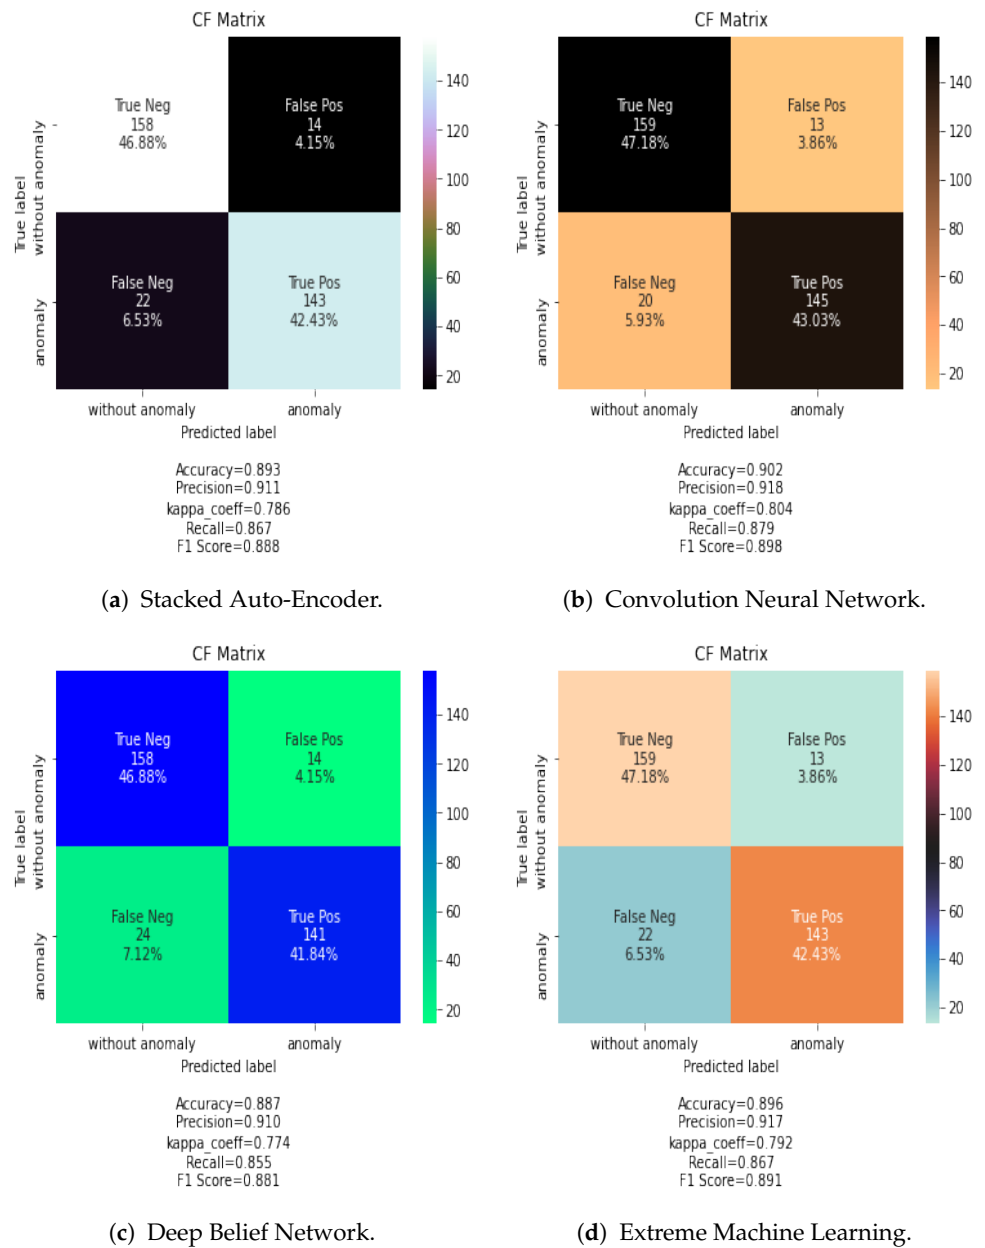 CF Matrix
True Neg
158
46.88%
False Pos
14
4.15%
False Neg
22
6.53%
True Pos
143
42.43%
True label
without anomaly
anomaly
140
120
100
80
60
40
20
without anomaly
anomaly
Predicted label
Accuracy=0.893
Precision=0.911
kappa_coeff=0.786
Recall=0.867
F1 Score=0.888
(a) Stacked Auto-Encoder.
CF Matrix
True Neg
159
47.18%
False Pos
13
3.86%
False Neg
20
5.93%
True Pos
145
43.03%
True label
without anomaly
anomaly
140
120
100
80
60
40
20
without anomaly
anomaly
Predicted label
Accuracy=0.902
Precision=0.918
kappa_coeff=0.804
Recall=0.879
F1 Score=0.898
(b) Convolution Neural Network.
CF Matrix
True Neg
158
46.88%
False Pos
14
4.15%
False Neg
24
7.12%
True Pos
141
41.84%
True label
without anomaly
anomaly
140
120
100
80
60
40
20
without anomaly
anomaly
Predicted label
Accuracy=0.887
Precision=0.910
kappa_coeff=0.774
Recall=0.855
F1 Score=0.881
(c) Deep Belief Network.
CF Matrix
True Neg
159
47.18%
False Pos
13
3.86%
False Neg
22
6.53%
True Pos
143
42.43%
True label
without anomaly
anomaly
140
120
100
80
60
40
20
without anomaly
anomaly
Predicted label
Accuracy=0.896
Precision=0.917
kappa_coeff=0.792
Recall=0.867
F1 Score=0.891
(d) Extreme Machine Learning.